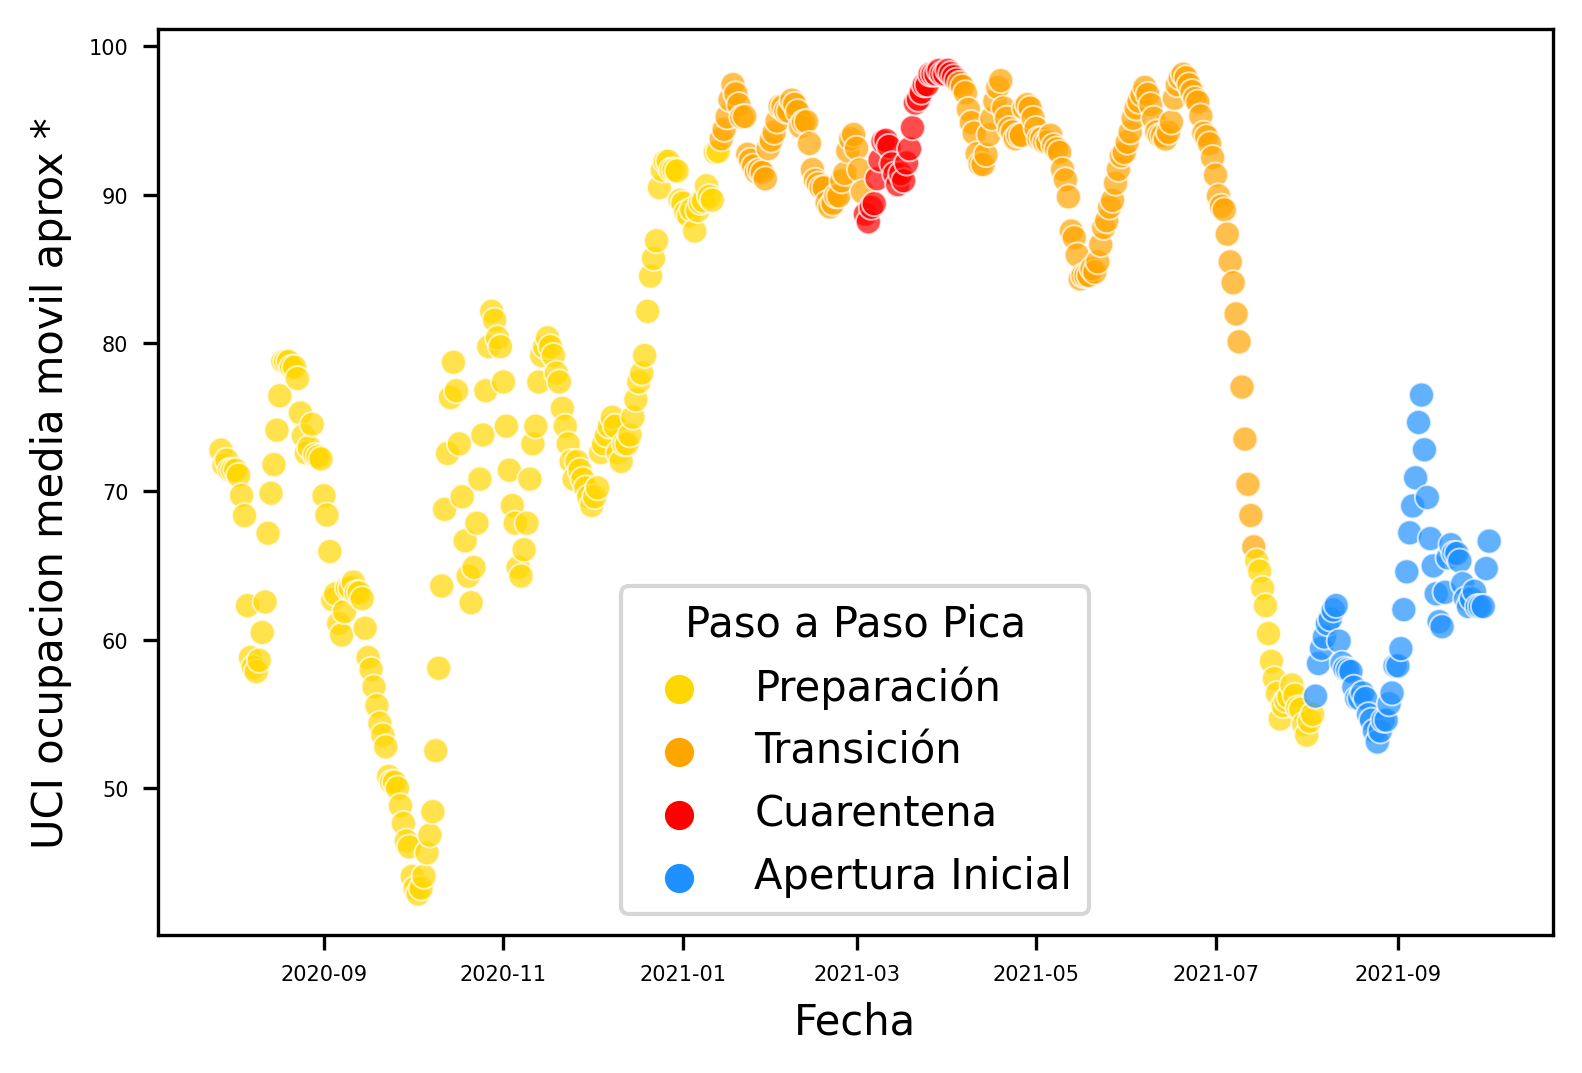 100
90
80
70
60
50
UCI ocupacion media movil aprox *
Paso a Paso Pica
Preparación
Transición
Cuarentena
Apertura Inicial
2020-09 2020-11 2021-01 2021-03 2021-05 2021-07 2021-09
Fecha